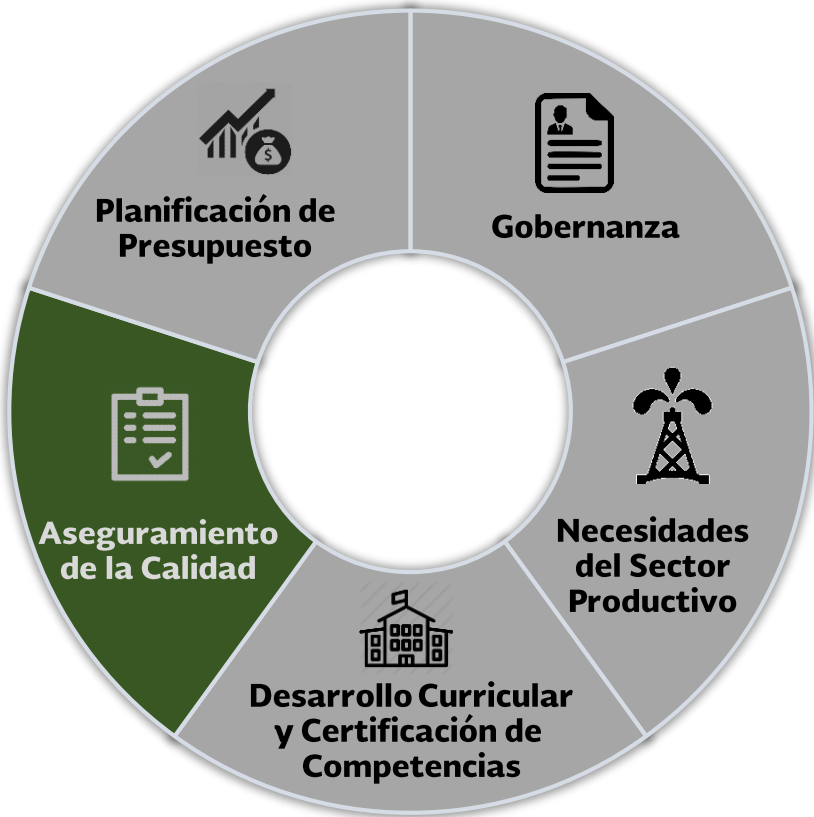 Planificación de
Presupuesto
$
Gobernanza
Aseguramiento
de la Calidad
Necesidades
del Sector
Productivo
Desarrollo Curricular
y Certificación de
Competencias